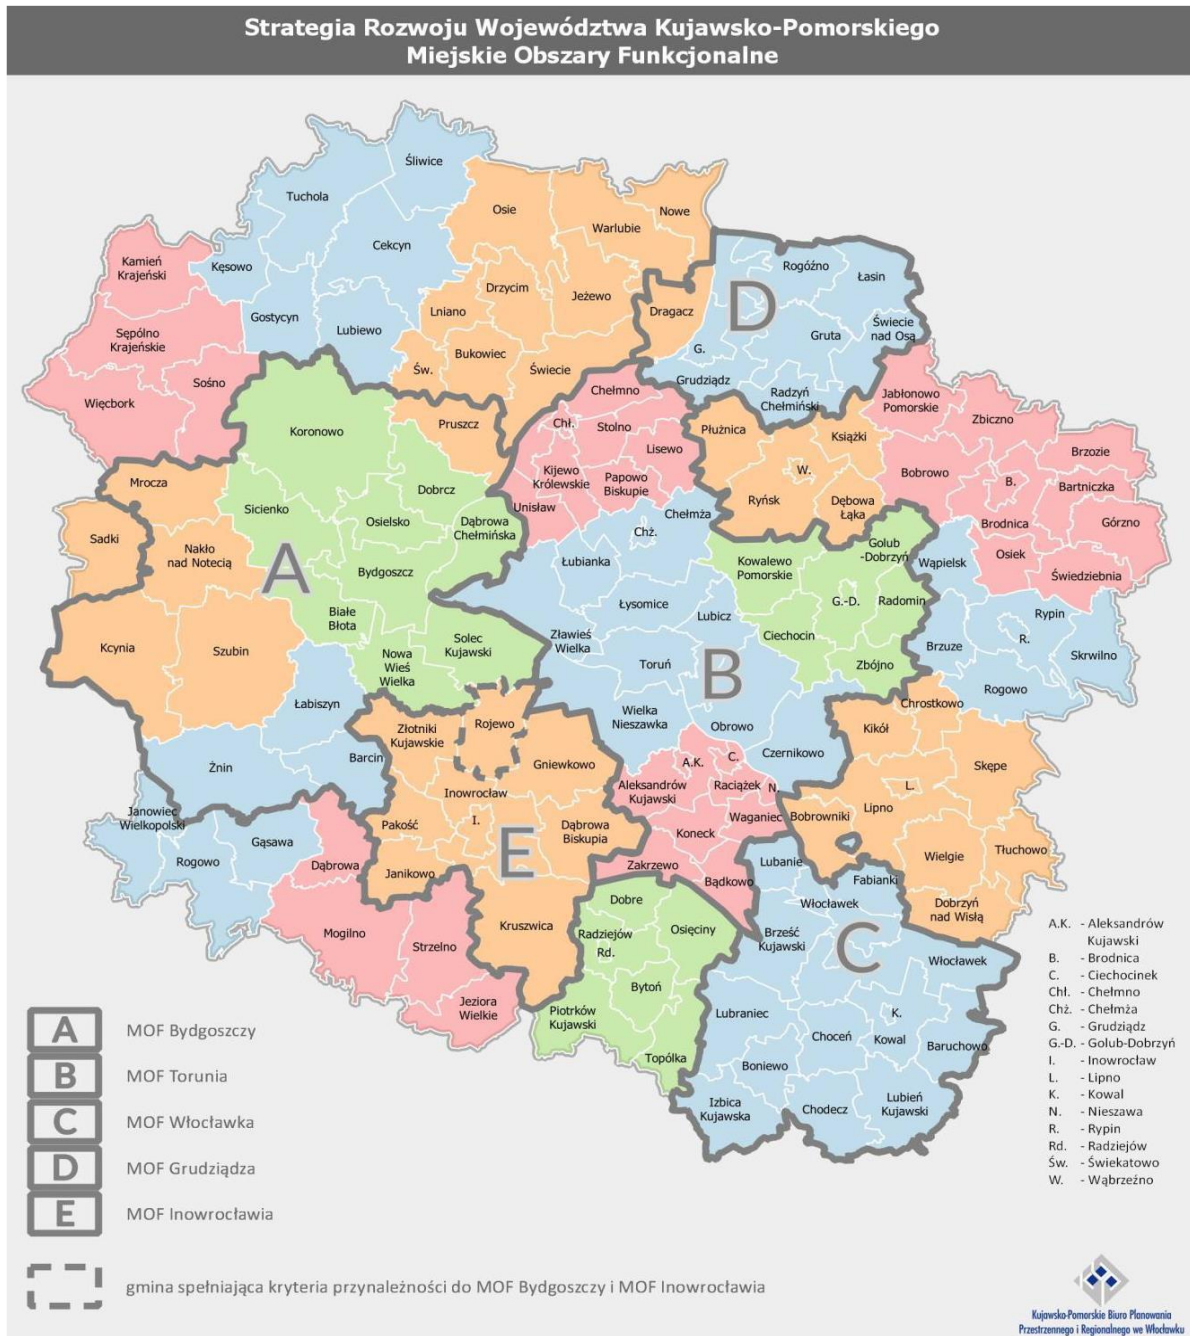 Strategia Rozwoju Województwa Kujawsko-Pomorskiego
Miejskie Obszary Funkcjonalne
Śliwice
Tuchola
Osie
Nowe
Warlubie
Cekcyn
Kamień
Krajeński
Kęsowo
Rogóźno
Łasin
Drzycim
Jeżewo
D
Dragacz
Lniano
Gostycyn
Lubiewo
Świecie
nad Osą
Sępólno
Krajeńskie
Gruta
G.
Bukowiec
Św.
Świecie
Sośno
Grudziądz
Radzyń
Chełmiński
Chełmno
Jabłonowo
Pomorskie
Więcbork
Zbiczno
Koronowo
Pruszcz
Chł.
Stolno
Płużnica
Książki
Lisewo
Brzozie
Kijewo
Królewskie
Papowo
Biskupie
W.
Bobrowo
B.
Bartniczka
Mrocza
Dobrcz
Ryńsk
Dębowa
Łąka
Unisław
Sicienko
Osielsko
Dąbrowa
Chełmińska
Chełmża
Chż.
Brodnica
Górzno
Sadki
Nakło
nad Notecią
A
Golub
-Dobrzyń
Osiek
Bydgoszcz
Łubianka
Kowalewo
Pomorskie
Wąpielsk
Świedziebnia
Łysomice
G.-D.
Radomin
Białe
Błota
Lubicz
Rypin
Kcynia
Szubin
Solec
Kujawski
Zławieś
Wielka
Ciechocin
R.
Brzuze
Skrwilno
Nowa
Wieś
Wielka
Toruń
B
Zbójno
Rogowo
Łabiszyn
Wielka
Nieszawka
Obrowo
Chrostkowo
Złotniki
Kujawskie
Rojewo
Kikół
Czernikowo
Barcin
Żnin
Gniewkowo
A.K.
C.
Skępe
Aleksandrów
Kujawski
Raciążek
N.
L.
Inowrocław
Janowiec
Wielkopolski
Pakość
I.
Dąbrowa
Biskupia
Waganiec
Bobrowniki
Lipno
Gąsawa
E
Koneck
Rogowo
Dąbrowa
Janikowo
Zakrzewo
Lubanie
Wielgie
Tłuchowo
Bądkowo
Fabianki
Dobre
Włocławek
Dobrzyń
nad Wisłą
Kruszwica
Mogilno
Radziejów
Osięciny
Brześć
Kujawski
C
Strzelno
Rd.
Włocławek
Bytoń
Jeziora
Wielkie
Piotrków
Kujawski
Lubraniec
K.
Choceń
Kowal
Baruchowo
Topólka
Boniewo
Izbica
Kujawska
Chodecz
Lubień
Kujawski
A.K. - Aleksandrów
Kujawski
B. - Brodnica
C. - Ciechocinek
Chł. - Chełmno
Chż. - Chełmża
G. - Grudziądz
G.-D. - Golub-Dobrzyń
I. - Inowrocław
L. - Lipno
K. - Kowal
N. - Nieszawa
R. - Rypin
Rd. - Radziejów
Św. - Świekatowo
W. - Wąbrzeźno
A MOF Bydgoszczy
B MOF Torunia
C MOF Włocławka
D MOF Grudziądza
E MOF Inowrocławia
gmina spełniająca kryteria przynależności do MOF Bydgoszczy i MOF Inowrocławia
Kujawsko-Pomorskie Biuro Planowania
Przestrzennego i Regionalnego we Włocławku